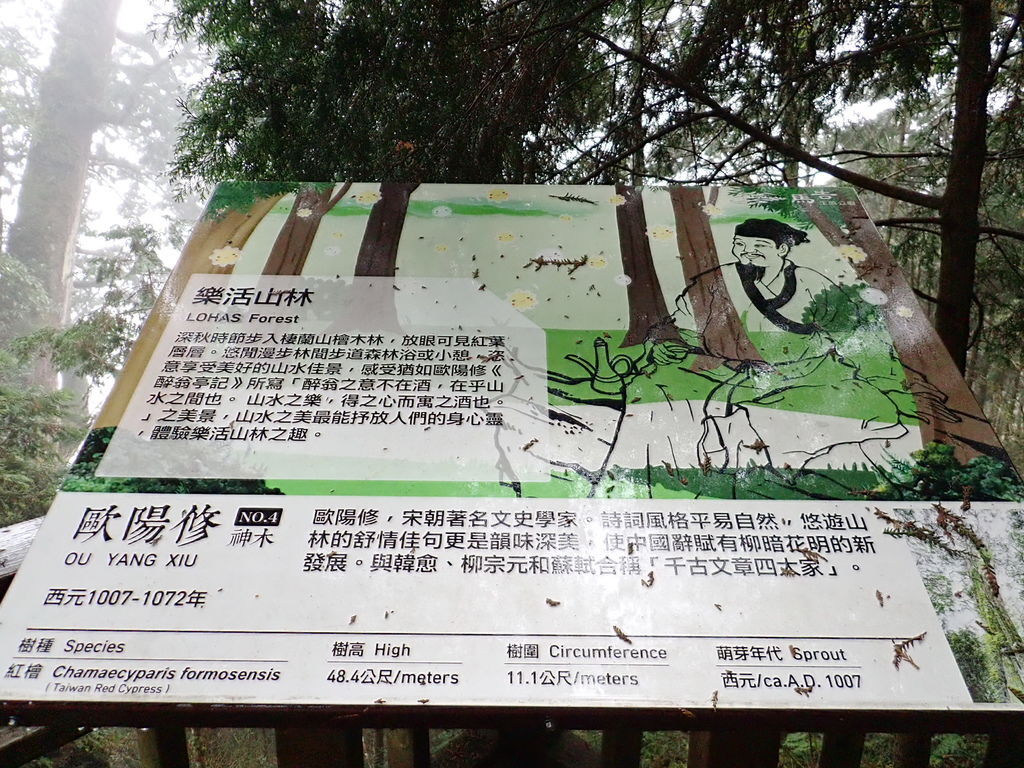 樂活山林
LOHAS Forest
深秋時節步入棲蘭山檜木林，放眼可見紅葉
層層。悠閒漫步林間步道森林浴或小憩，恣
意享受美好的山水佳景，感受猶如歐陽修《
醉翁亭記》所寫「醉翁之意不在酒，在乎山
水之間也。 山水之樂，得之心而寓之酒也。
」之美景，山水之美最能抒放人們的身心靈
，體驗樂活山林之趣。
歐陽修 NO.4 神木
OU YANG XIU
西元1007-1072年
歐陽修，宋朝著名文史學家。詩詞風格平易自然，悠遊山
林的舒情佳句更是韻味深美，使中國辭賦有柳暗花明的新
發展。與韓愈、柳宗元和蘇軾合稱「千古文章四大家」。
樹種 Species 樹高 High 樹圍 Circumference 萌芽年代 Sprout
紅檜 Chamaecyparis formosensis 48.4公尺/meters 11.1公尺/meters 西元/ca.A.D. 1007
(Taiwan Red Cypress)